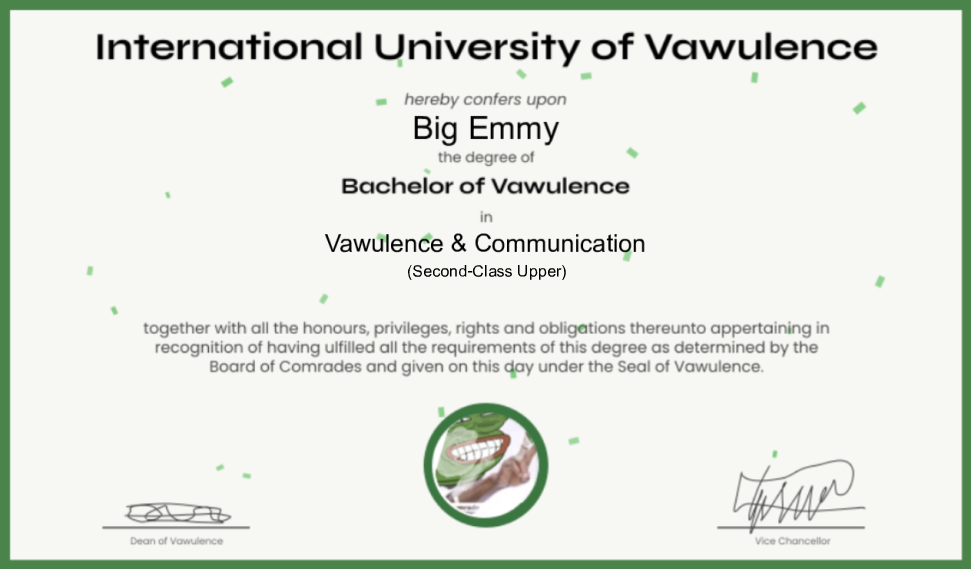 International University of Vawulence
hereby confers upon
Big Emmy
the degree of
Bachelor of Vawulence
in
Vawulence & Communication
(Second-Class Upper)
together with all the honours, privileges, rights and obligations thereunto appertaining in
recognition of having ulfilled all the requirements of this degree as determined by the
Board of Comrades and given on this day under the Seal of Vawulence.
Dean of Vawulence
Vice Chancellor